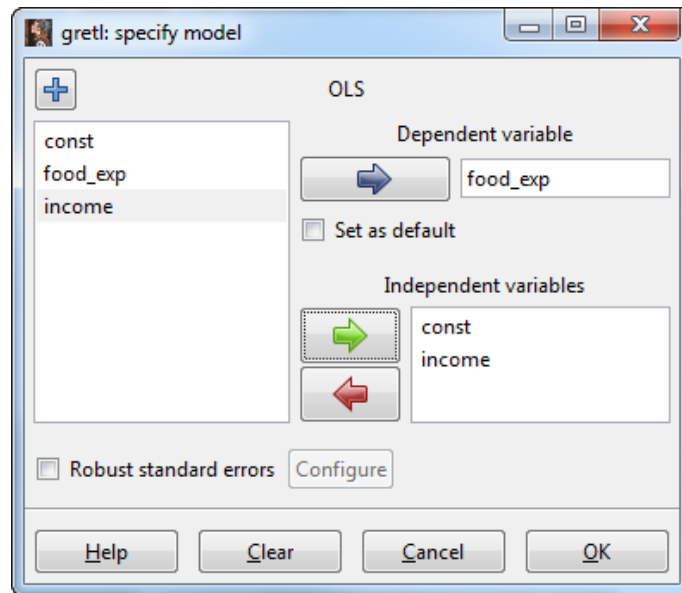 gretl: specify model
OLS
const
food_exp
income
Dependent variable
food_exp
Set as default
Independent variables
const
income
Robust standard errors Configure
Help Clear Cancel OK